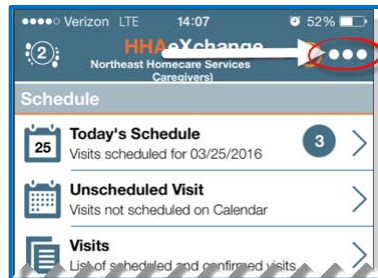 Verizon LTE 14:07 52%
2
HHAeXchange
Northeast Homecare Services
Caregivers)
Schedule
25
Today's Schedule
Visits scheduled for 03/25/2016
3
Unscheduled Visit
Visits not scheduled on Calendar
Visits
List of scheduled and confirmed visits